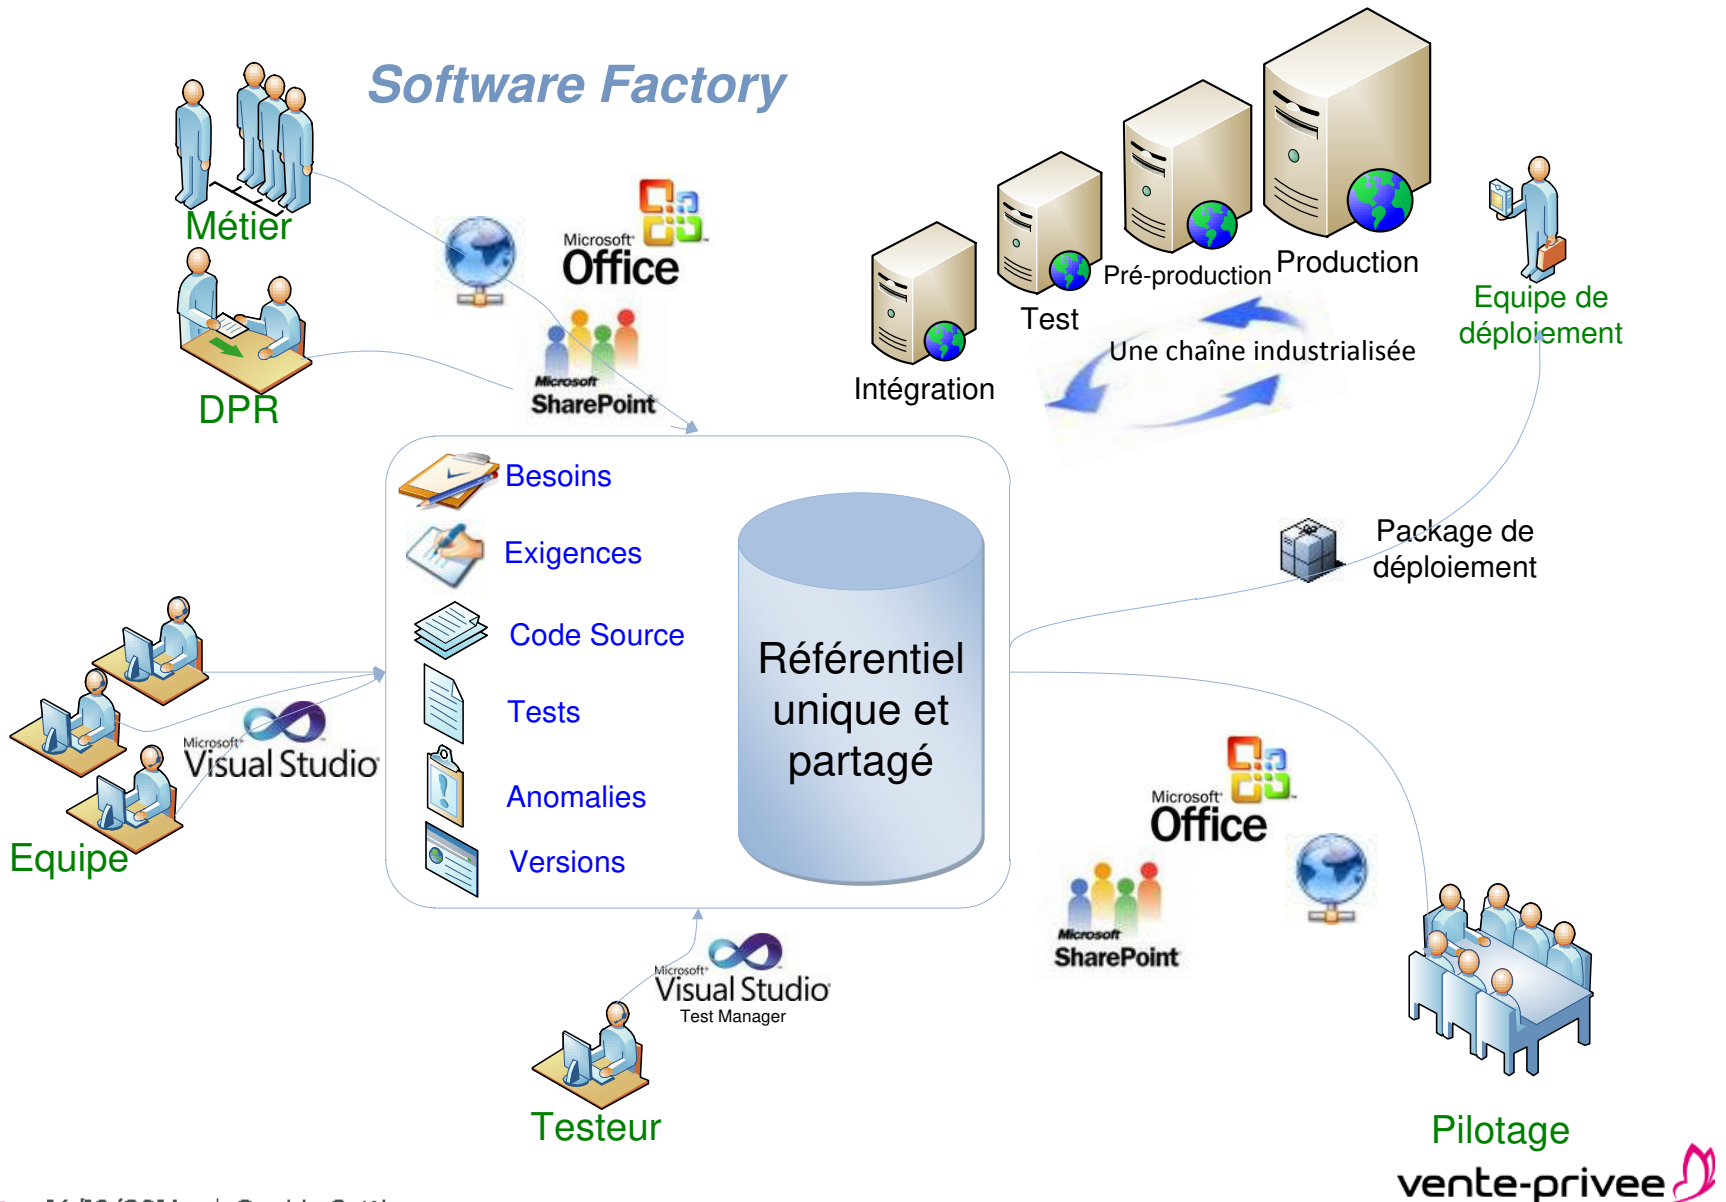 Software Factory
Métier
DPR
Microsoft
Office
Microsoft
SharePoint
Intégration
Test
Pré-production
Production
Une chaîne industrialisée
Equipe de
déploiement
Package de
déploiement
Besoins
Exigences
Code Source
Tests
Anomalies
Versions
Référentiel
unique et
partagé
Microsoft
Visual Studio
Equipe
Microsoft
Visual Studio
Test Manager
Testeur
Microsoft
Office
Microsoft
SharePoint
Pilotage
vente-privee